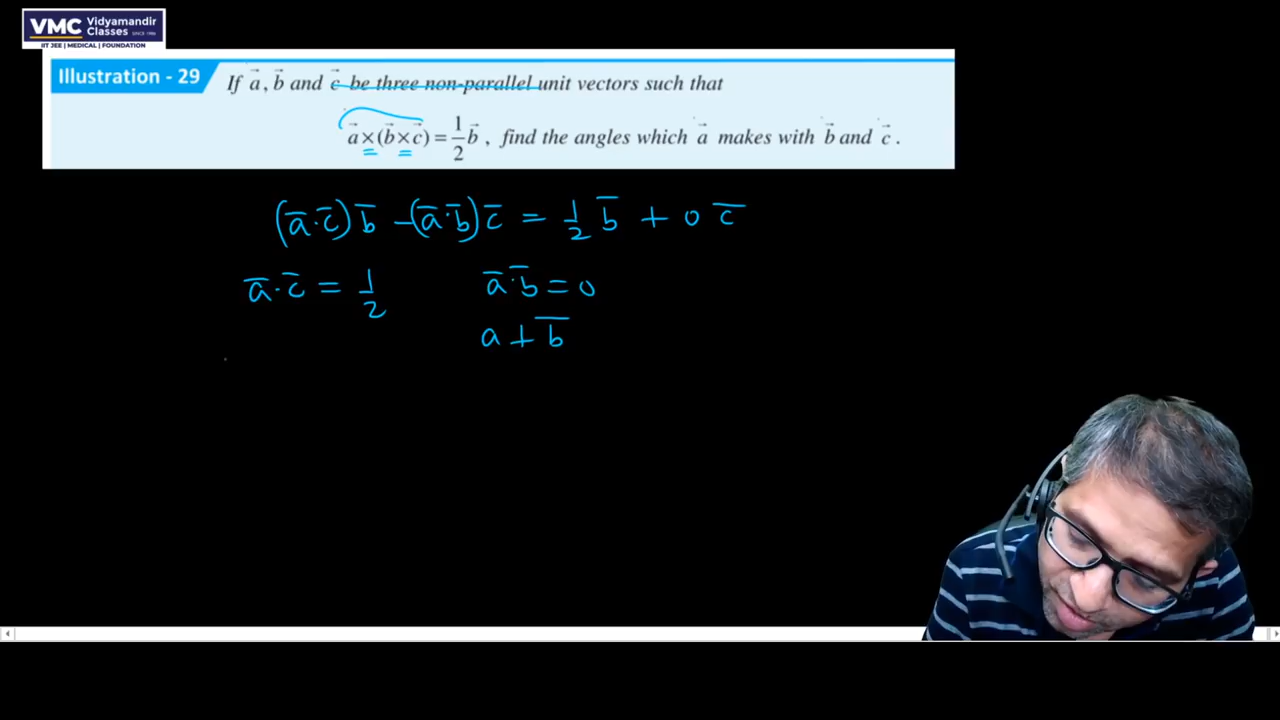 VMC Vidyamandir Classes SINCE 1986
IIT JEE | MEDICAL | FOUNDATION
Illustration - 29 If a⃗, b⃗ and c⃗ be three non-parallel unit vectors such that
a⃗×(b⃗×c⃗)=1/2 b⃗, find the angles which a⃗ makes with b⃗ and c⃗.
(a̅·c̅)b̅ -(a̅·b̅)c̅ = 1/2 b̅ + 0 c̅
a̅·c̅ = 1/2 a̅·b̅ = 0
a ⊥ b̅